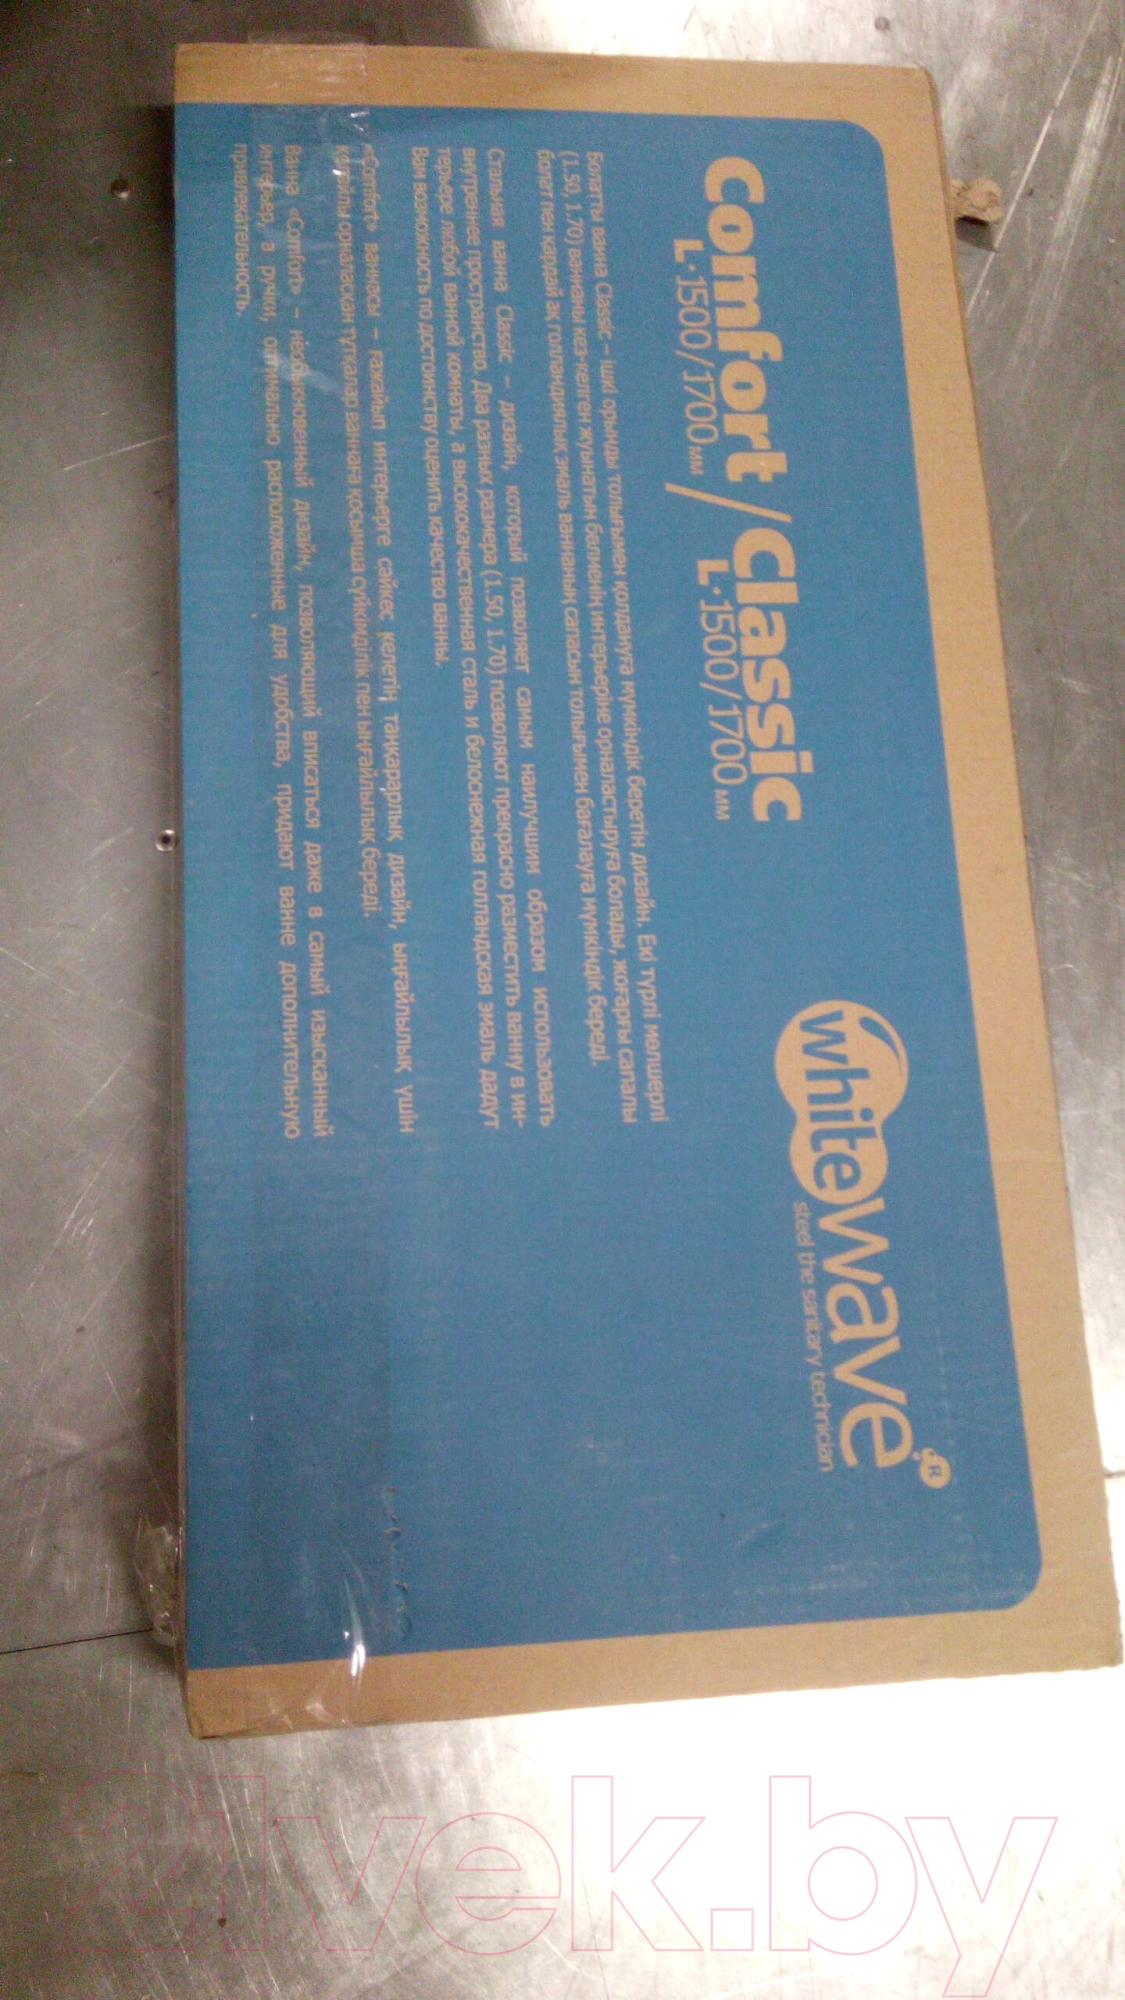 Comfort / Classic
L·1500/1700мм L·1500/1700мм
whitewave®
steel the sanitary technician
Болатты ванна Classic – ішкі орынды толығымен қолдануға мүмкіндік беретін дизайн. Екі түрлі мөлшерлі
(1.50, 1.70) ваннаны кез-келген жуынатын бөлменің интерьеріне орналастыруға болады, жоғарғы сапалы
болат пен қардай ақ голландиялық эмаль ваннаның сапасын толығымен бағалауға мүмкіндік береді.
Стальная ванна Classic – дизайн, который позволяет самым наилучшим образом использовать
внутреннее пространство. Два разных размера (1.50, 1.70) позволяют прекрасно разместить ванну в ин-
терьере любой ванной комнаты, а высококачественная сталь и белоснежная голландская эмаль дадут
Вам возможность по достоинству оценить качество ванны.
«Comfort» ваннасы – ғажайып интерьерге сәйкес келетін таңқарарлық дизайн, ыңғайлылық үшін
қолайлы орналасқан тұтқалар ваннаға қосымша сүйкімділік пен ыңғайлылық береді.
Ванна «Comfort» – необыкновенный дизайн, позволяющий вписаться даже в самый изысканный
интерьер, а ручки, оптимально расположенные для удобства, придают ванне дополнительную
привлекательность.
21vek.by